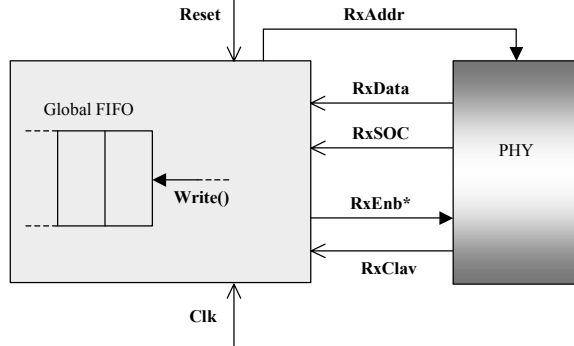 Reset
RxAddr
RxData
Global FIFO
RxSOC
PHY
Write()
RxEnb*
RxClav
Clk